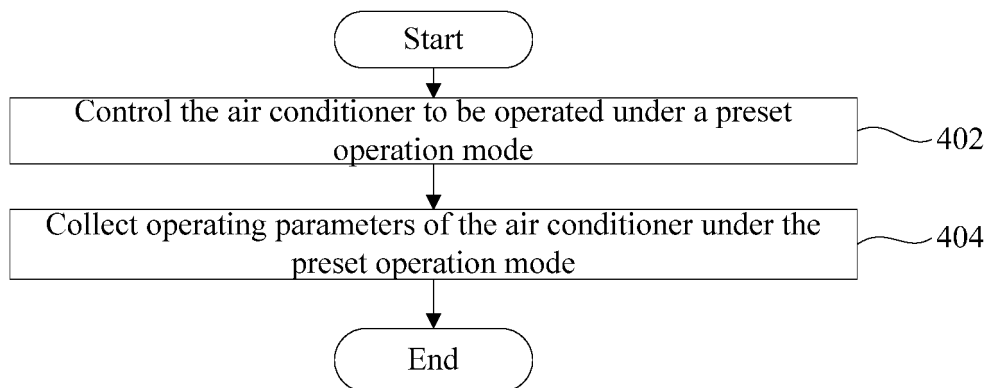 Start
Control the air conditioner to be operated under a preset
operation mode
402
Collect operating parameters of the air conditioner under the
preset operation mode
404
End